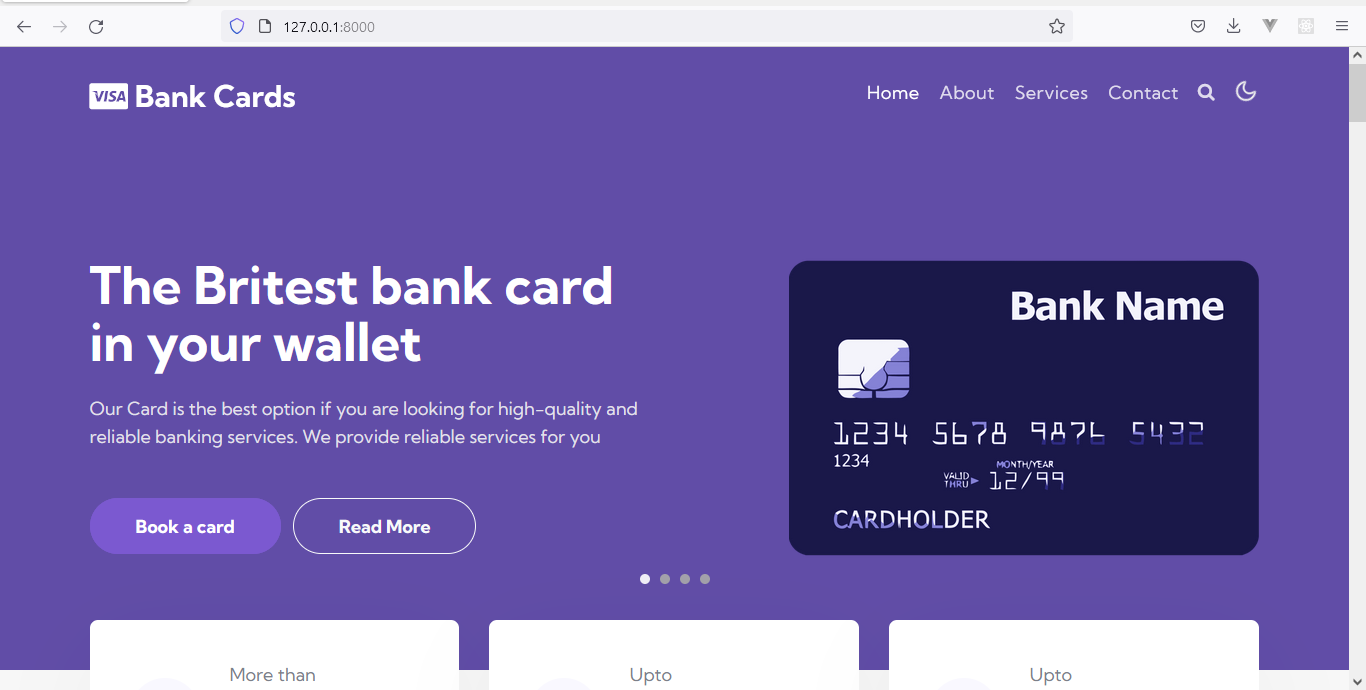 127.0.0.1:8000
VISA Bank Cards
Home About Services Contact
The Britest bank card
in your wallet
Our Card is the best option if you are looking for high-quality and
reliable banking services. We provide reliable services for you
Book a card Read More
Bank Name
1234 5678 9876 5432
1234
MONTH/YEAR
VALID
THRU 12/99
CARDHOLDER
More than
Upto
Upto